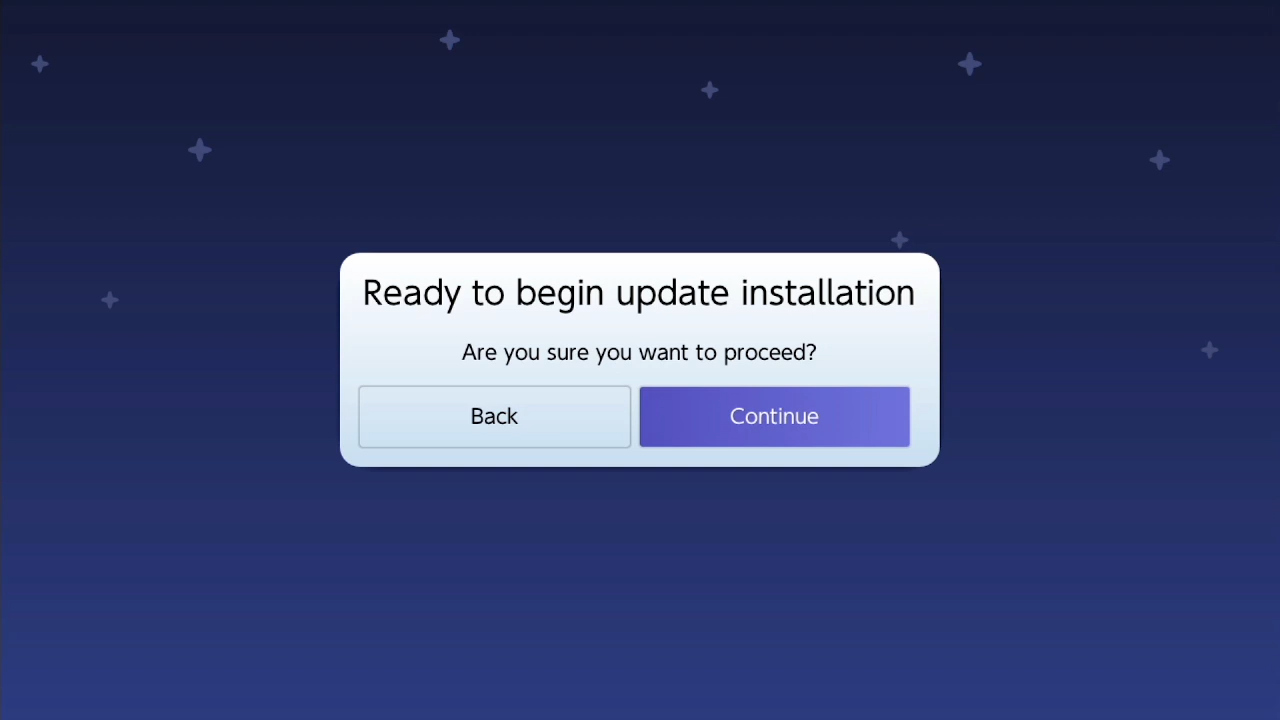 Ready to begin update installation
Are you sure you want to proceed?
Back
Continue